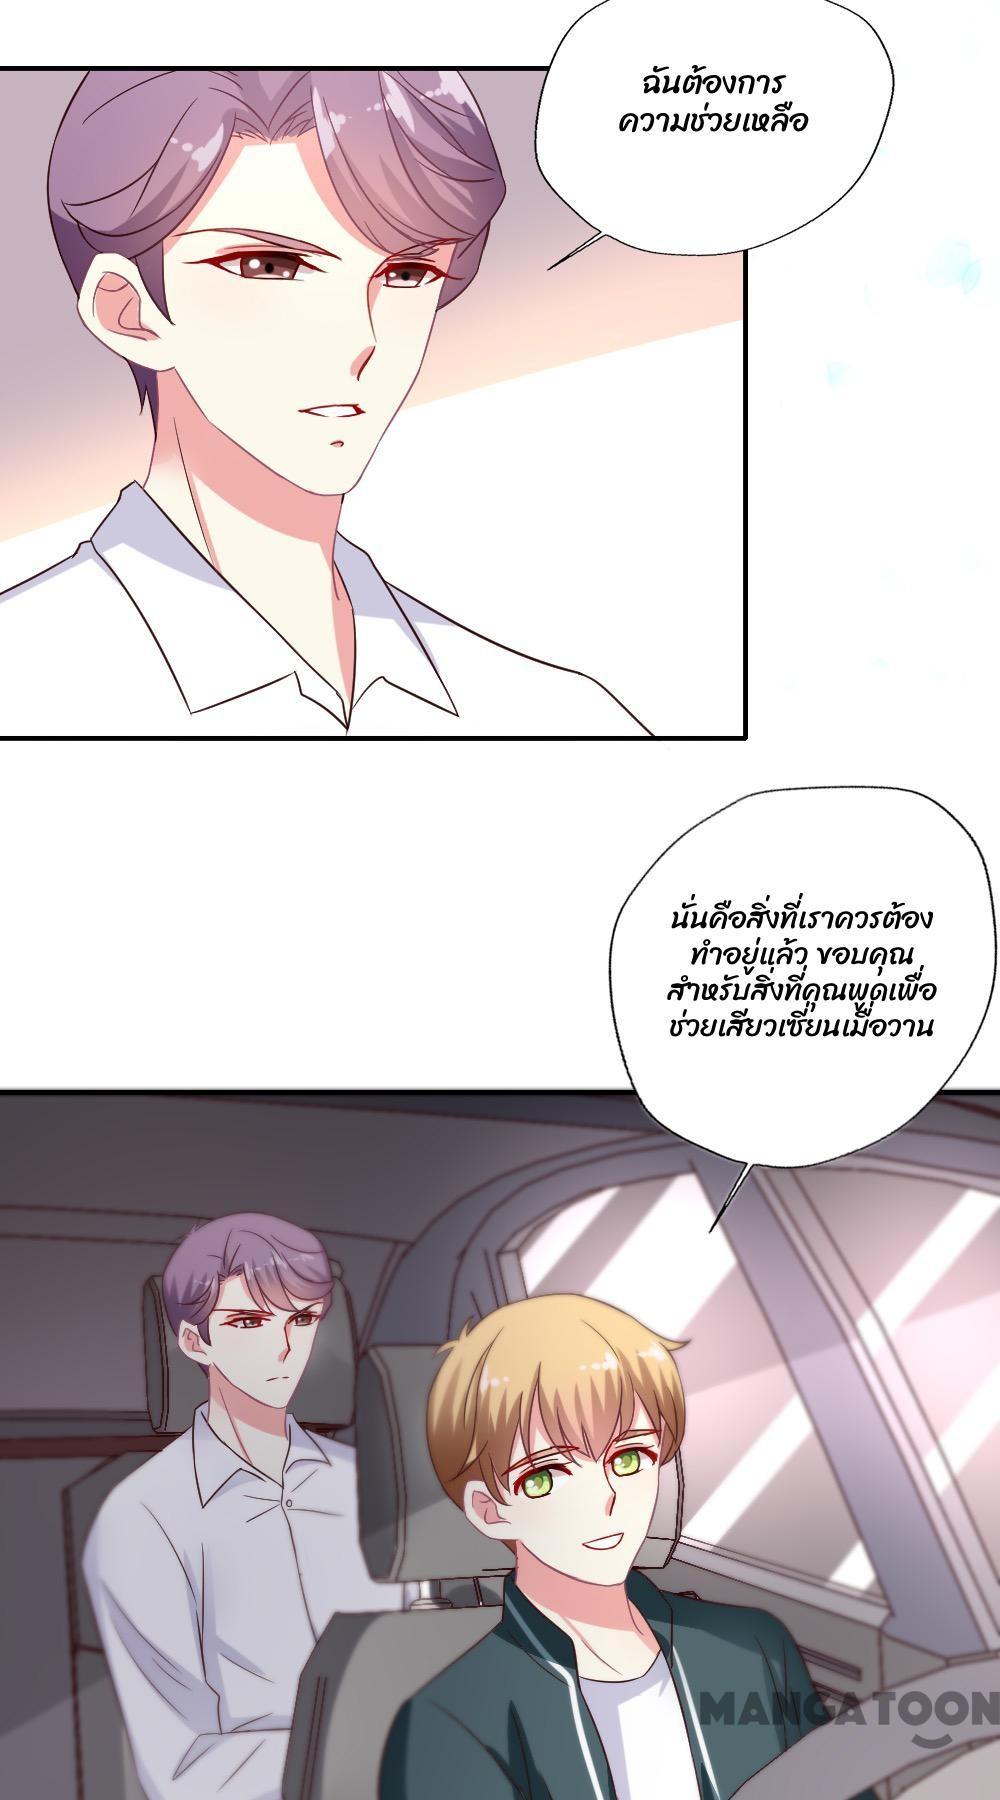 ฉันต้องการ
ความช่วยเหลือ
นั่นคือสิ่งที่เราควรต้อง
ทำอยู่แล้ว ขอบคุณ
สำหรับสิ่งที่คุณพูดเพื่อ
ช่วยเสียวเซี่ยนเมื่อวาน
MANGATOON